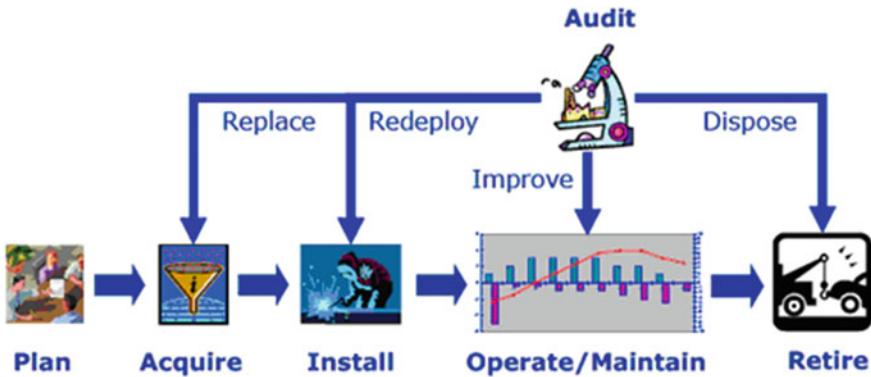 Audit
Replace
Redeploy
Dispose
Improve
i
Plan
Acquire
Install
Operate/Maintain
Retire